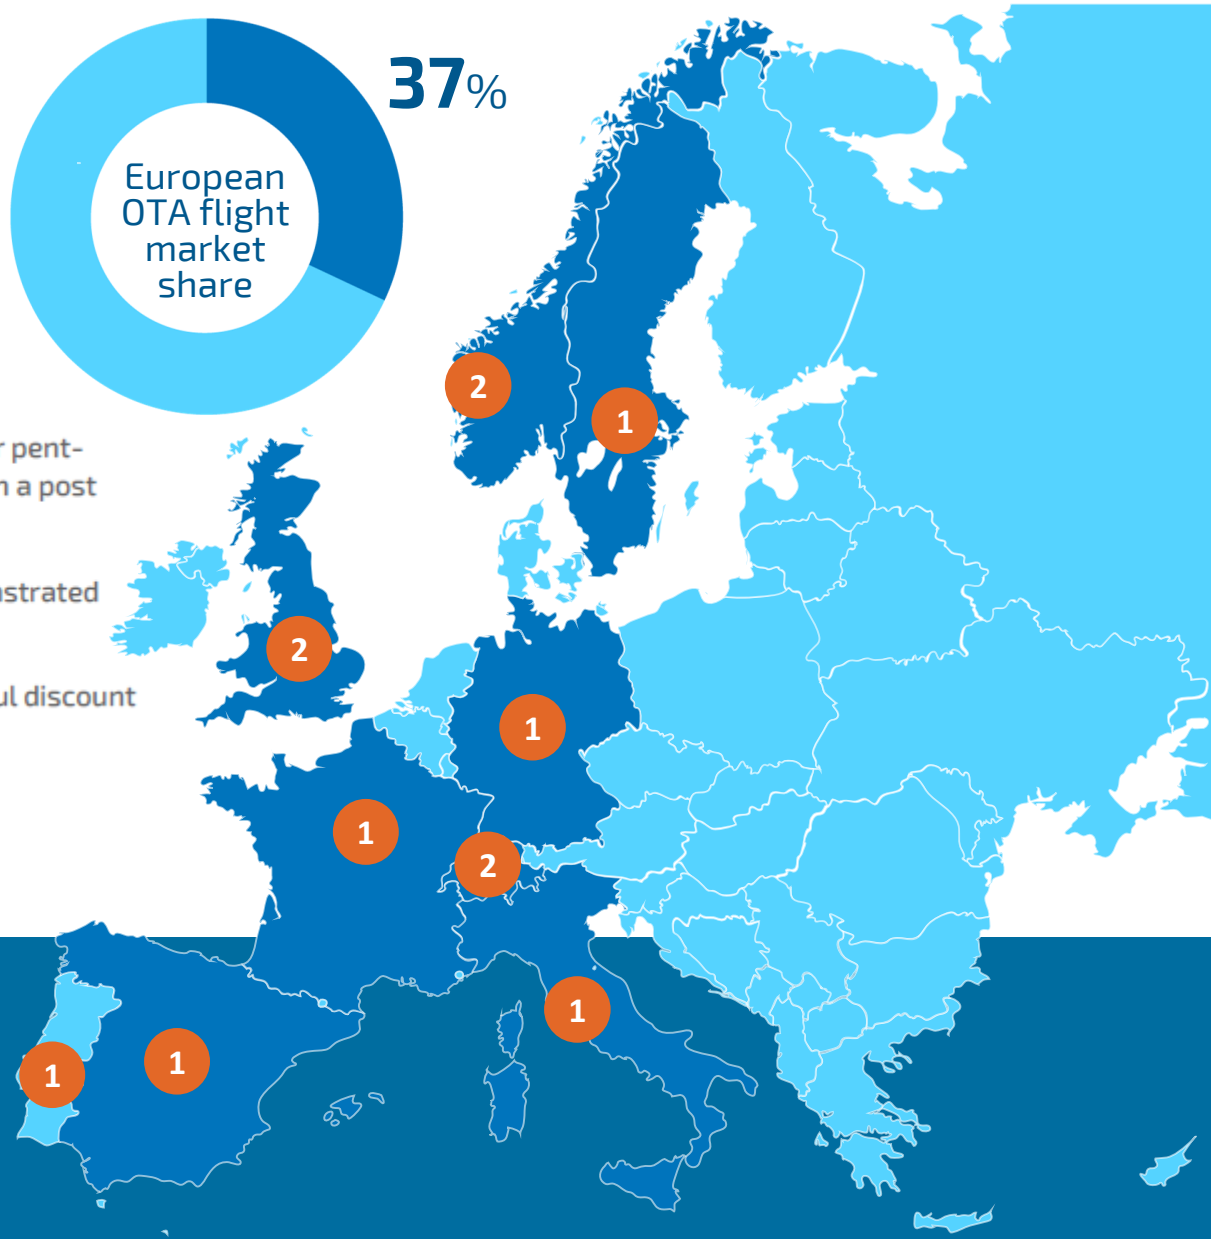 37%
European
OTA flight
market
share
2
1
r pent-
n a post
nstrated
2
ul discount
1
1
2
1
1
1